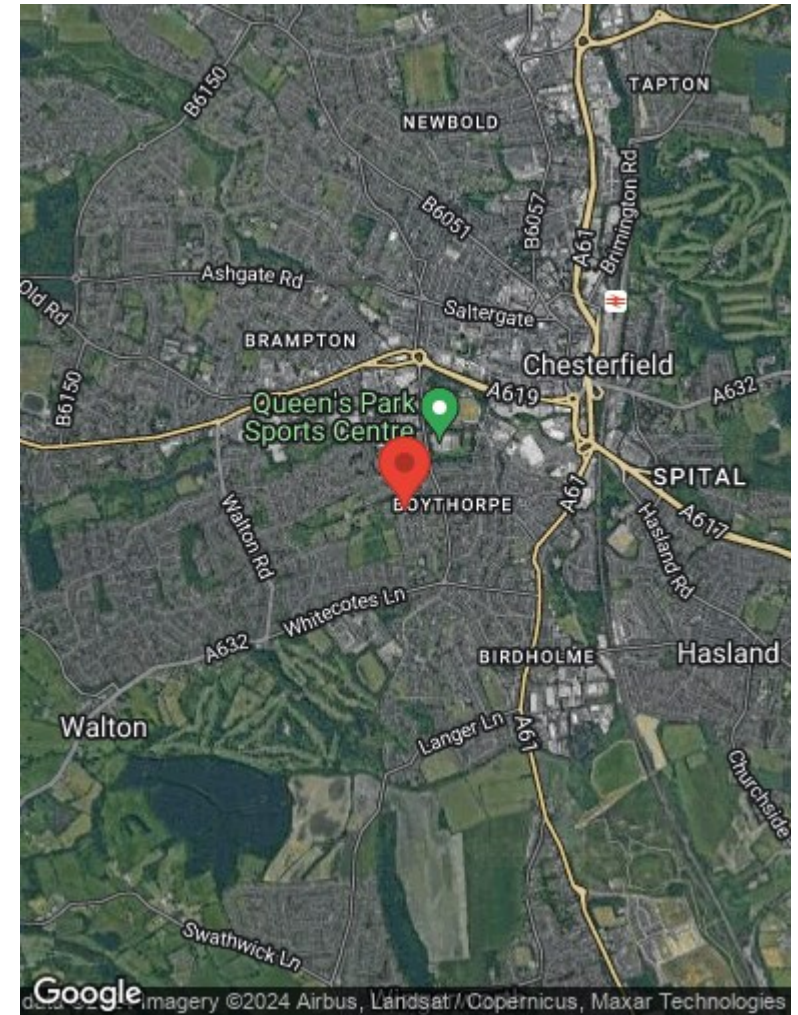 B6150
TAPTON
NEWBOLD
Brimington Rd
B6051
B6057
A61
Ashgate Rd
Old Rd
Saltergate
BRAMPTON
Chesterfield
A619
A632
B6150
Queen's Park
Sports Centre
SPITAL
BOYTHORPE
A61
A617
Walton Rd
Hasland Rd
Whitecotes Ln
A632
BIRDHOLME
Hasland
Walton
Langer Ln
A61
Churchside
Swathwick Ln
Google
Imagery ©2024 Airbus, Landsat / Copernicus, Maxar Technologies